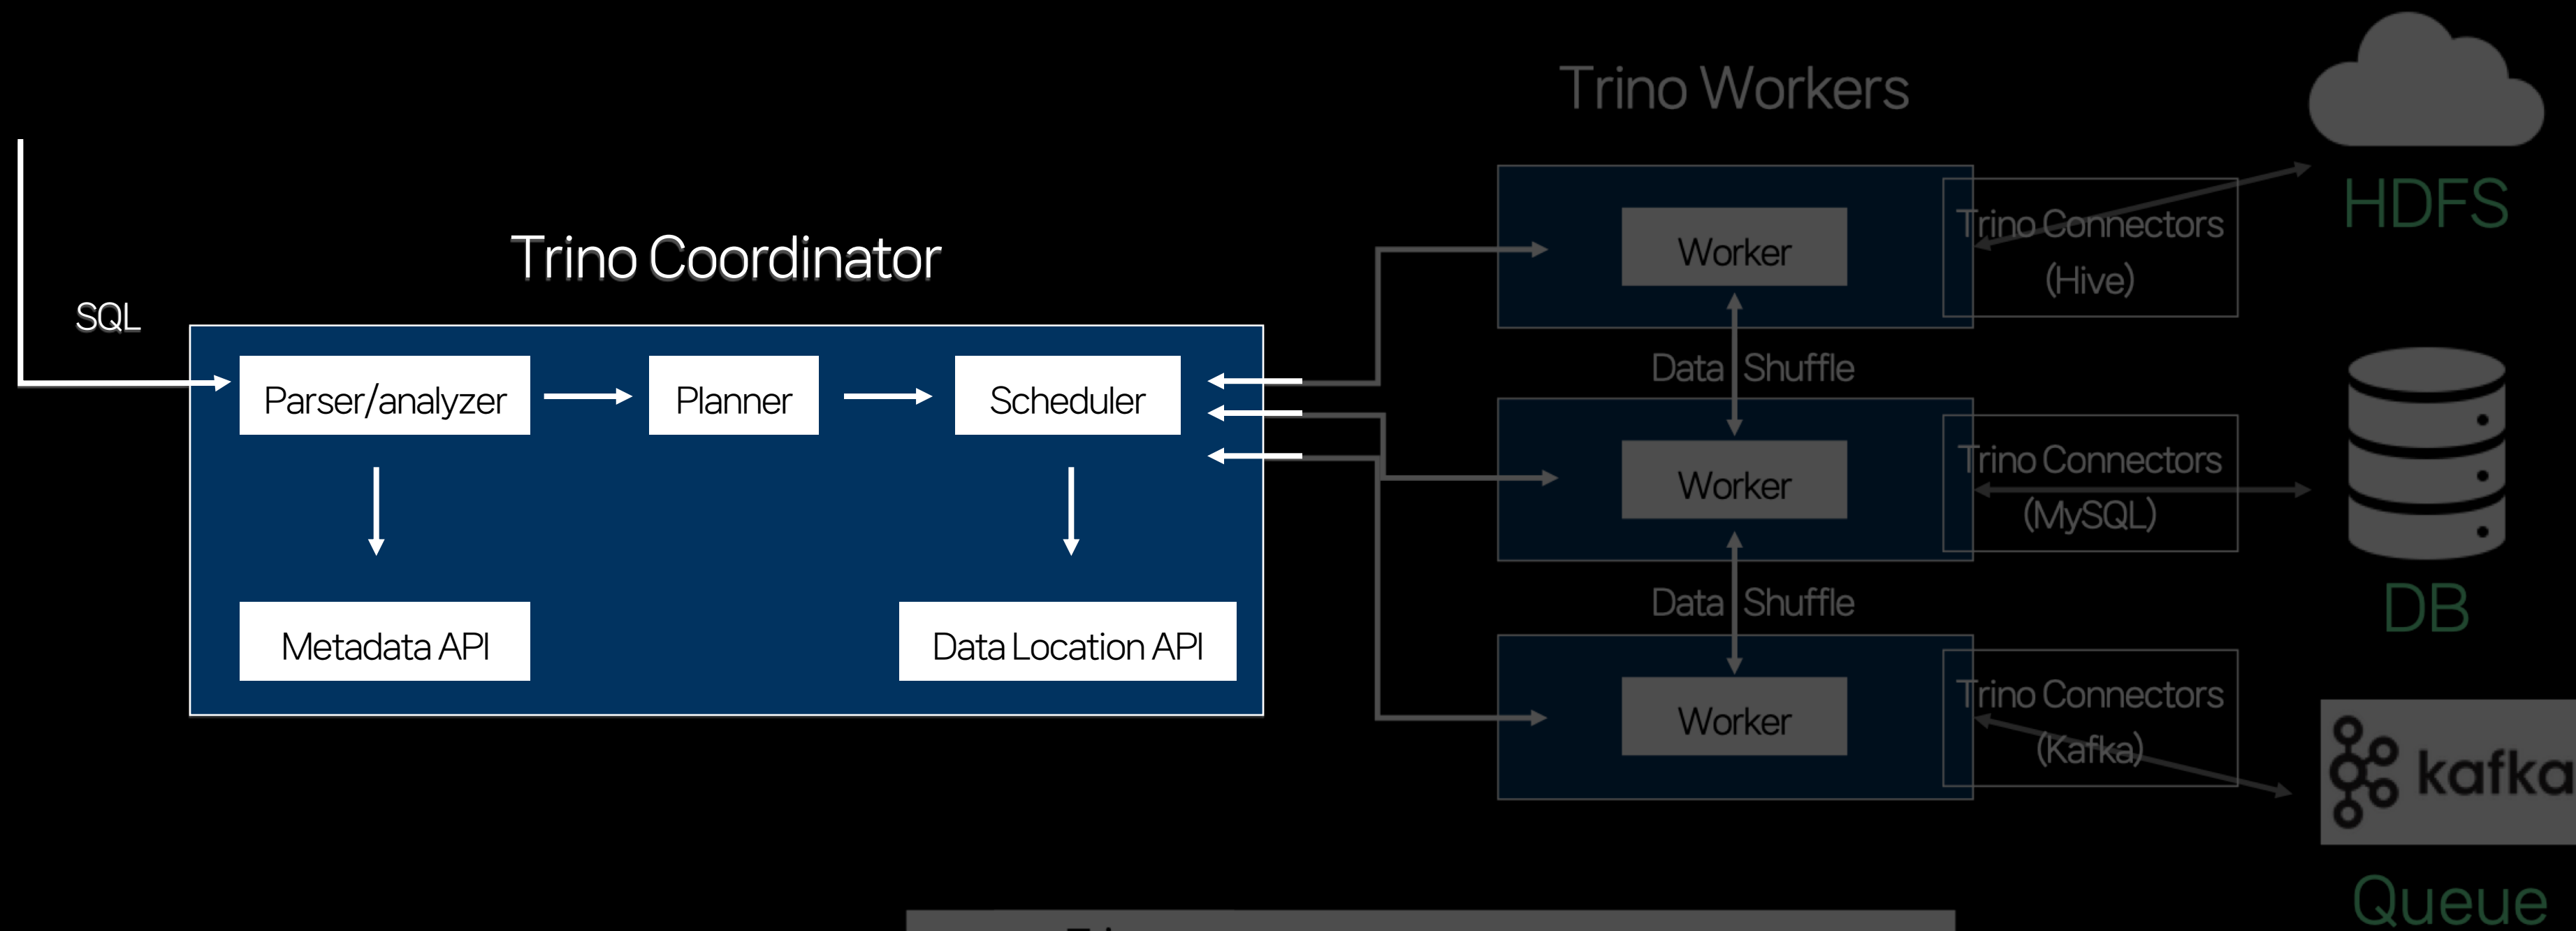 Trino Workers
HDFS
Trino Coordinator
SQL
Parser/analyzer
Planner
Scheduler
Metadata API
Data Location API
Worker
Trino Connectors
(Hive)
Data Shuffle
Worker
Trino Connectors
(MySQL)
DB
Data Shuffle
Worker
Trino Connectors
(Kafka)
kafka
Queue